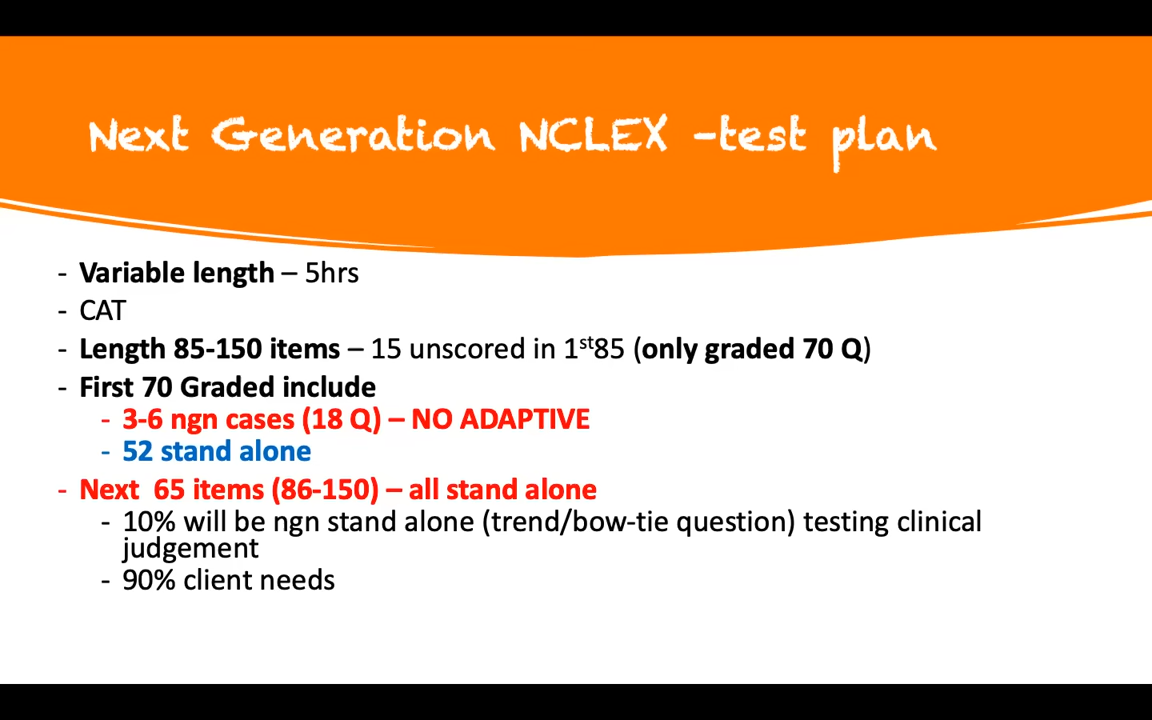 Next Generation NCLEX -test plan
- Variable length – 5hrs
- CAT
- Length 85-150 items – 15 unscored in 1st85 (only graded 70 Q)
- First 70 Graded include
- 3-6 ngn cases (18 Q) – NO ADAPTIVE
- 52 stand alone
- Next  65 items (86-150) – all stand alone
- 10% will be ngn stand alone (trend/bow-tie question) testing clinical
judgement
- 90% client needs